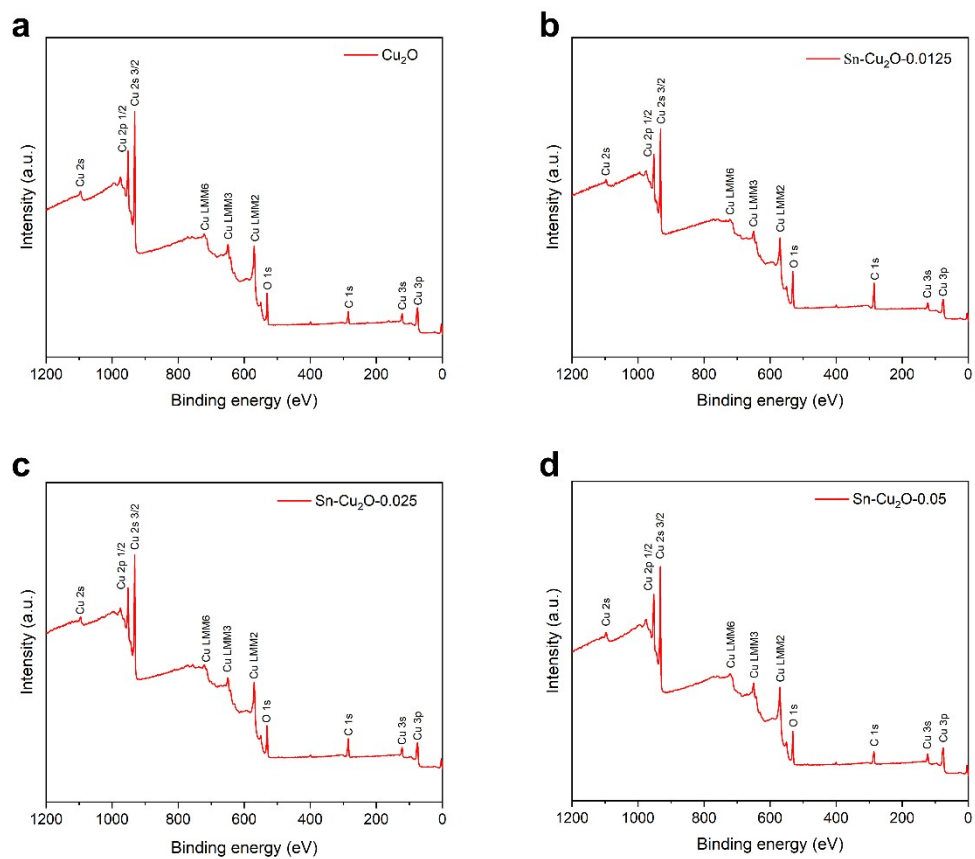 a
Cu₂O
Cu 2s
Cu 2p 1/2
Cu 2s 3/2
Cu LMM6
Cu LMM3
Cu LMM2
O 1s
C 1s
Cu 3s
Cu 3p
Intensity (a.u.)
1200 1000 800 600 400 200 0
Binding energy (eV)
b
Sn-Cu₂O-0.0125
Cu 2s
Cu 2p 1/2
Cu 2s 3/2
Cu LMM6
Cu LMM3
Cu LMM2
O 1s
C 1s
Cu 3s
Cu 3p
Intensity (a.u.)
1200 1000 800 600 400 200 0
Binding energy (eV)
c
Sn-Cu₂O-0.025
Cu 2s
Cu 2p 1/2
Cu 2s 3/2
Cu LMM6
Cu LMM3
Cu LMM2
O 1s
C 1s
Cu 3s
Cu 3p
Intensity (a.u.)
1200 1000 800 600 400 200 0
Binding energy (eV)
d
Sn-Cu₂O-0.05
Cu 2s
Cu 2p 1/2
Cu 2s 3/2
Cu LMM6
Cu LMM3
Cu LMM2
O 1s
C 1s
Cu 3s
Cu 3p
Intensity (a.u.)
1200 1000 800 600 400 200 0
Binding energy (eV)